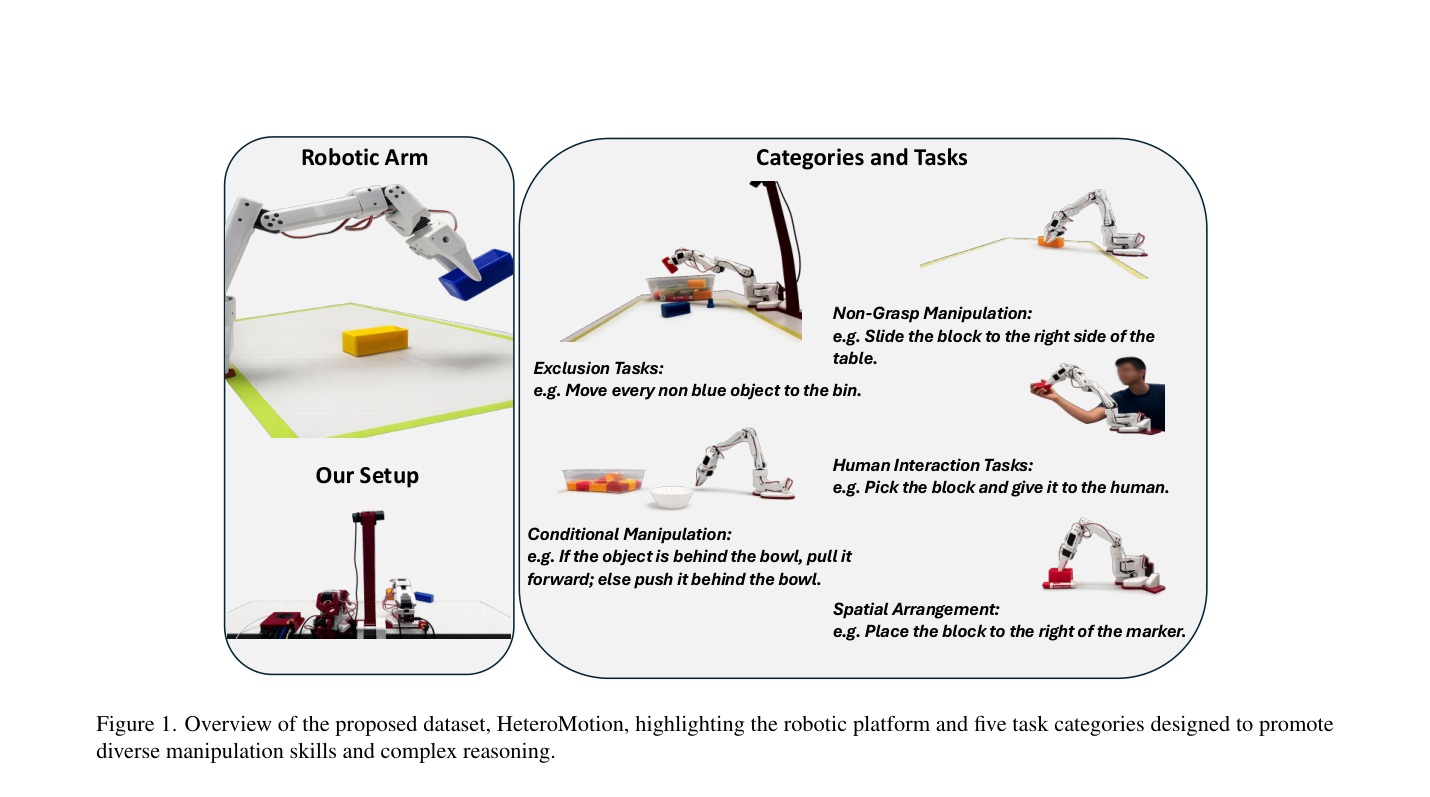 Robotic Arm
Our Setup
Categories and Tasks
Exclusion Tasks:
e.g. Move every non blue object to the bin.
Conditional Manipulation:
e.g. If the object is behind the bowl, pull it
forward; else push it behind the bowl.
Non-Grasp Manipulation:
e.g. Slide the block to the right side of the
table.
Human Interaction Tasks:
e.g. Pick the block and give it to the human.
Spatial Arrangement:
e.g. Place the block to the right of the marker.
Figure 1. Overview of the proposed dataset, HeteroMotion, highlighting the robotic platform and five task categories designed to promote
diverse manipulation skills and complex reasoning.